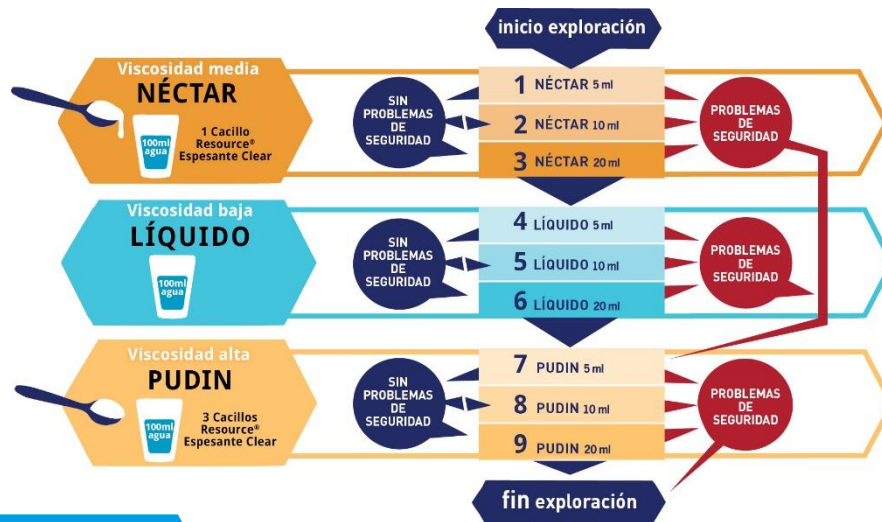 inicio exploración
Viscosidad media
NÉCTAR
100ml
agua
1 Cacillo
Resource®
Espesante Clear
SIN
PROBLEMAS
DE
SEGURIDAD
1 NÉCTAR 5 ml
2 NÉCTAR 10 ml
3 NÉCTAR 20 ml
PROBLEMAS
DE
SEGURIDAD
Viscosidad baja
LÍQUIDO
100ml
agua
SIN
PROBLEMAS
DE
SEGURIDAD
4 LÍQUIDO 5 ml
5 LÍQUIDO 10 ml
6 LÍQUIDO 20 ml
PROBLEMAS
DE
SEGURIDAD
Viscosidad alta
PUDIN
100ml
agua
3 Cacillos
Resource®
Espesante Clear
SIN
PROBLEMAS
DE
SEGURIDAD
7 PUDIN 5 ml
8 PUDIN 10 ml
9 PUDIN 20 ml
PROBLEMAS
DE
SEGURIDAD
fin exploración